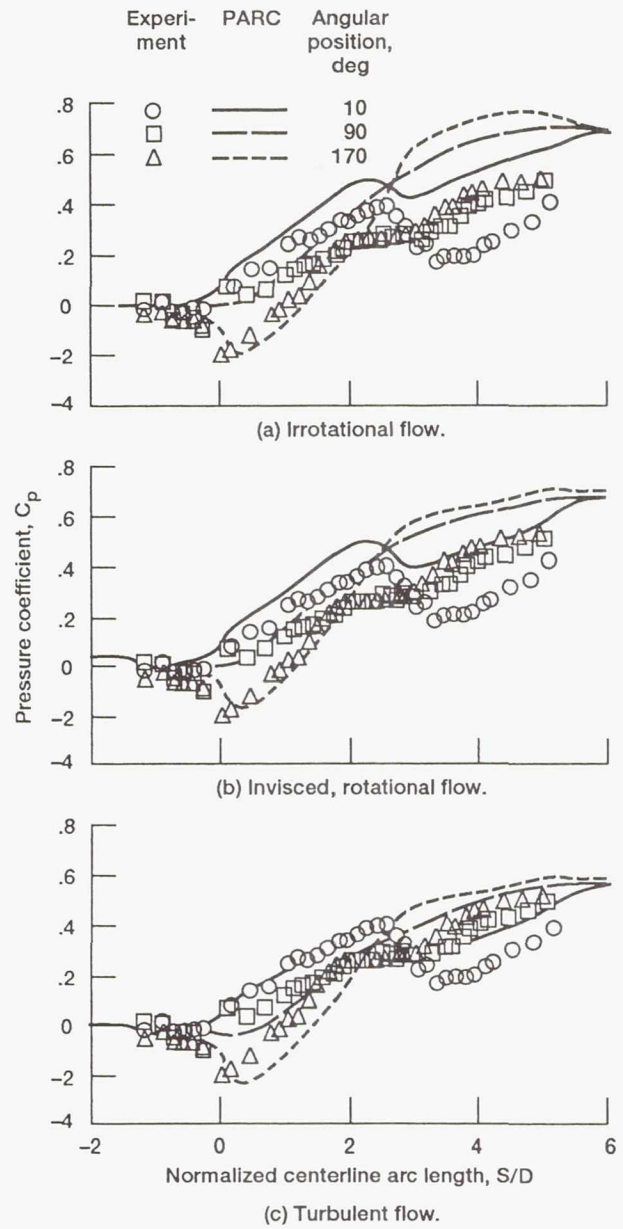 Experi-
ment
PARC
Angular
position,
deg
10
90
170
.8
.6
.4
.2
0
-.2
-.4
(a) Irrotational flow.
Pressure coefficient, Cp
.8
.6
.4
.2
0
-.2
-.4
(b) Invisced, rotational flow.
.8
.6
.4
.2
0
-.2
-.4
-2 0 2 4 6
Normalized centerline arc length, S/D
(c) Turbulent flow.